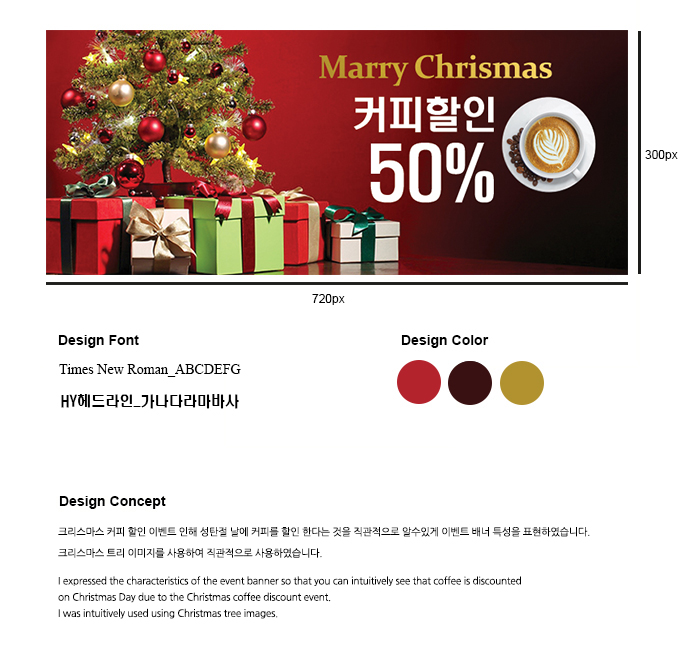 Marry Chrismas
커피할인
50%
300px
720px
Design Font
Design Color
Times New Roman_ABCDEFG
HY헤드라인_가나다라마바사
Design Concept
크리스마스 커피 할인 이벤트 인해 성탄절 날에 커피를 할인 한다는 것을 직관적으로 알수있게 이벤트 배너 특성을 표현하였습니다.
크리스마스 트리 이미지를 사용하여 직관적으로 사용하였습니다.
I expressed the characteristics of the event banner so that you can intuitively see that coffee is discounted
on Christmas Day due to the Christmas coffee discount event.
I was intuitively used using Christmas tree images.